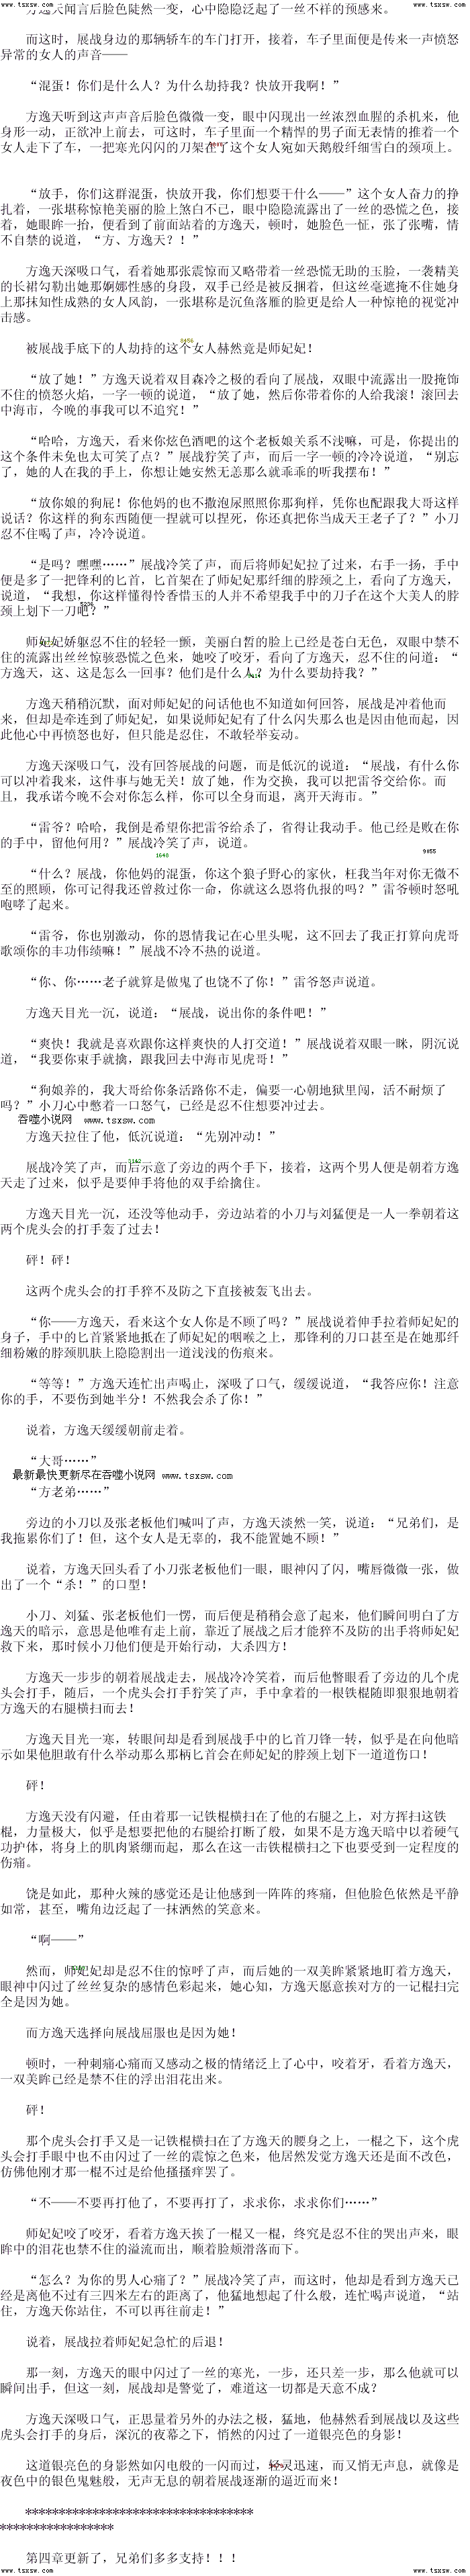 www.tsxsw.com www.tsxsw.com
方逸天闻言后脸色陡然一变，心中隐隐泛起了一丝不祥的预感来。
而这时，展战身边的那辆轿车的车门打开，接着，车子里面便是传来一声愤怒
异常的女人的声音——
“混蛋！你们是什么人？为什么劫持我？快放开我啊！”
方逸天听到这声声音后脸色微微一变，眼中闪现出一丝浓烈血腥的杀机来，他
身形一动，正欲冲上前去，可这时，车子里面一个精悍的男子面无表情的推着一个
女人走下了车，一把寒光闪闪的刀架在了这个女人宛如天鹅般纤细雪白的颈项上。
“放手，你们这群混蛋，快放开我，你们想要干什么——”这个女人奋力的挣
扎着，一张堪称惊艳美丽的脸上煞白不已，眼中隐隐流露出了一丝的恐慌之色，接
着，她眼眸一抬，便看到了前面站着的方逸天，顿时，她脸色一怔，张了张嘴，情
不自禁的说道，“方、方逸天？！”
方逸天深吸口气，看着她那张震惊而又略带着一丝恐慌无助的玉脸，一袭精美
的长裙勾勒出她那婀娜性感的身段，双手已经是被反捆着，但这丝毫遮掩不住她身
上那抹知性成熟的女人风韵，一张堪称是沉鱼落雁的脸更是给人一种惊艳的视觉冲
击感。
被展战手底下的人劫持的这个女人赫然竟是师妃妃！
“放了她！”方逸天说着双目森冷之极的看向了展战，双眼中流露出一股掩饰
不住的愤怒火焰，一字一顿的说道，“放了她，然后你带着你的人给我滚！滚回去
中海市，今晚的事我可以不追究！”
“哈哈，方逸天，看来你炫色酒吧的这个老板娘关系不浅嘛，可是，你提出的
这个条件未免也太可笑了点？”展战狞笑了声，而后一字一顿的冷冷说道，“别忘
了，她的人在我的手上，你想让她安然无恙那么就乖乖的听我摆布！”
“放你娘的狗屁！你他妈的也不撒泡尿照照你那狗样，凭你也配跟我大哥这样
说话？你这样的狗东西随便一捏就可以捏死，你还真把你当成天王老子了？”小刀
忍不住喝了声，冷冷说道。
“是吗？嘿嘿……”展战冷笑了声，而后将师妃妃拉了过来，右手一扬，手中
便是多了一把锋利的匕首，匕首架在了师妃妃那纤细的脖颈之上，看向了方逸天，
说道，“我想，你这样懂得怜香惜玉的人并不希望我手中的刀子在这个大美人的脖
颈上划下一刀吧？”
师妃妃娇躯忍不住的轻轻一颤，美丽白皙的脸上已经是苍白无色，双眼中禁不
住的流露出丝丝惊骇恐慌之色来，她咬了咬牙，看向了方逸天，忍不住的问道：“
方逸天，这、这是怎么一回事？他们是什么人？为什么要劫持我？”
方逸天稍稍沉默，面对师妃妃的问话他也不知道如何回答，展战是冲着他而
来，但却是牵连到了师妃妃，如果说师妃妃有了什么闪失那么也是因由他而起，因
此他心中再愤怒也好，但只能是忍住，不敢轻举妄动。
方逸天深吸口气，没有回答展战的问题，而是低沉的说道：“展战，有什么你
可以冲着我来，这件事与她无关！放了她，作为交换，我可以把雷爷交给你。而
且，我承诺今晚不会对你怎么样，你可以全身而退，离开天海市。”
“雷爷？哈哈，我倒是希望你把雷爷给杀了，省得让我动手。他已经是败在你
的手中，留他何用？”展战冷笑了声，说道。
1640 9055
“什么？展战，你他妈的混蛋，你这个狼子野心的家伙，枉我当年对你无微不
至的照顾，你可记得我还曾救过你一命，你就这么恩将仇报的吗？”雷爷顿时怒吼
咆哮了起来。
“雷爷，你也别激动，你的恩情我记在心里头呢，这不回去了我正打算向虎哥
歌颂你的丰功伟绩嘛！”展战不冷不热的说道。
“你、你……老子就算是做鬼了也饶不了你！”雷爷怒声说道。
方逸天目光一沉，说道：“展战，说出你的条件吧！”
“爽快！我就是喜欢跟你这样爽快的人打交道！”展战说着双眼一眯，阴沉说
道，“我要你束手就擒，跟我回去中海市见虎哥！”
“狗娘养的，我大哥给你条活路你不走，偏要一心朝地狱里闯，活不耐烦了
吗？”小刀心中憋着一口怒气，已经是忍不住想要冲过去。
吞噬小说网 www.tsxsw.com
方逸天拉住了他，低沉说道：“先别冲动！”
展战冷笑了声，而后示意了旁边的两个手下，接着，这两个男人便是朝着方逸
天走了过来，似乎是要伸手将他的双手给擒住。
方逸天目光一沉，还没等他动手，旁边站着的小刀与刘猛便是一人一拳朝着这
两个虎头会的打手轰了过去！
砰！砰！
这两个虎头会的打手猝不及防之下直接被轰飞出去。
“你——方逸天，看来这个女人你是不顾了吗？”展战说着伸手拉着师妃妃的
身子，手中的匕首紧紧地抵在了师妃妃的咽喉之上，那锋利的刀口甚至是在她那纤
细粉嫩的脖颈肌肤上隐隐割出一道浅浅的伤痕来。
“等等！”方逸天连忙出声喝止，深吸了口气，缓缓说道，“我答应你！注意
你的手，不要伤到她半分！不然我会杀了你！”
说着，方逸天缓缓朝前走着。
“大哥……”
最新最快更新尽在吞噬小说网 www.tsxsw.com
“方老弟……”
旁边的小刀以及张老板他们喊叫了声，方逸天淡然一笑，说道：“兄弟们，是
我拖累你们了！但，这个女人是无辜的，我不能置她不顾！”
说着，方逸天回头看了小刀张老板他们一眼，眼神闪了闪，嘴唇微微一张，做
出了一个“杀！”的口型！
小刀、刘猛、张老板他们一愣，而后便是稍稍会意了起来，他们瞬间明白了方
逸天的暗示，意思是他唯有走上前，靠近了展战之后才能猝不及防的出手将师妃妃
救下来，那时候小刀他们便是开始行动，大杀四方！
方逸天一步步的朝着展战走去，展战冷冷笑着，而后他瞥眼看了旁边的几个虎
头会打手，随后，一个虎头会打手狞笑了声，手中拿着的一根铁棍随即狠狠地朝着
方逸天的右腿横扫而去！
方逸天目光一寒，转眼间却是看到展战手中的匕首刀锋一转，似乎是在向他暗
示如果他胆敢有什么举动那么那柄匕首会在师妃妃的脖颈上划下一道道伤口！
砰！
方逸天没有闪避，任由着那一记铁棍横扫在了他的右腿之上，对方挥扫这铁
棍，力量极大，似乎是想要把他的右腿给打断了般，如果不是方逸天暗中以着硬气
功护体，将身上的肌肉紧绷而起，那么在这一击铁棍横扫之下也要受到一定程度的
伤痛。
饶是如此，那种火辣的感觉还是让他感到一阵阵的疼痛，但他脸色依然是平静
如常，甚至，嘴角边泛起了一抹洒然的笑意来。
“啊——”
然而，师妃妃却是忍不住的惊呼了声，而后她的一双美眸紧紧地盯着方逸天，
眼神中闪过了丝丝复杂的感情色彩起来，她心知，方逸天愿意挨对方的一记棍扫完
全是因为她。
而方逸天选择向展战屈服也是因为她！
顿时，一种刺痛心痛而又感动之极的情绪泛上了心中，咬着牙，看着方逸天，
一双美眸已经是禁不住的浮出泪花出来。
砰！
那个虎头会打手又是一记铁棍横扫在了方逸天的腰身之上，一棍之下，这个虎
头会打手眼中也不由闪过了一丝的震惊之色来，他居然发觉方逸天还是面不改色，
仿佛他刚才那一棍不过是给他搔搔痒罢了。
“不——不要再打他了，不要再打了，求求你，求求你们……”
师妃妃咬了咬牙，看着方逸天挨了一棍又一棍，终究是忍不住的哭出声来，眼
眸中的泪花也禁不住的溢流而出，顺着脸颊滑落而下。
“怎么？为你的男人心痛了？”展战冷笑了声，而这时，他却是看到方逸天已
经是离他不过有三四米左右的距离了，他猛地想起了什么般，连忙喝声说道，“站
住，方逸天你站住，不可以再往前走！”
说着，展战拉着师妃妃急忙的后退！
那一刻，方逸天的眼中闪过了一丝的寒光，一步，还只差一步，那么他就可以
瞬间出手，但这一刻，展战却是警觉了，难道这一切都是天意不成？
方逸天深吸口气，正思量着另外的办法之极，猛地，他赫然看到展战以及这些
虎头会打手的身后，深沉的夜幕之下，悄然的闪过了一道银亮色的身影！
这道银亮色的身影然如闪电般的一闪而过，迅速，而又悄无声息，就像是
夜色中的银色鬼魅般，无声无息的朝着展战逐渐的逼近而来！
**********************************
*****************
第四章更新了，兄弟们多多支持！！！
www.tsxsw.com www.tsxsw.com